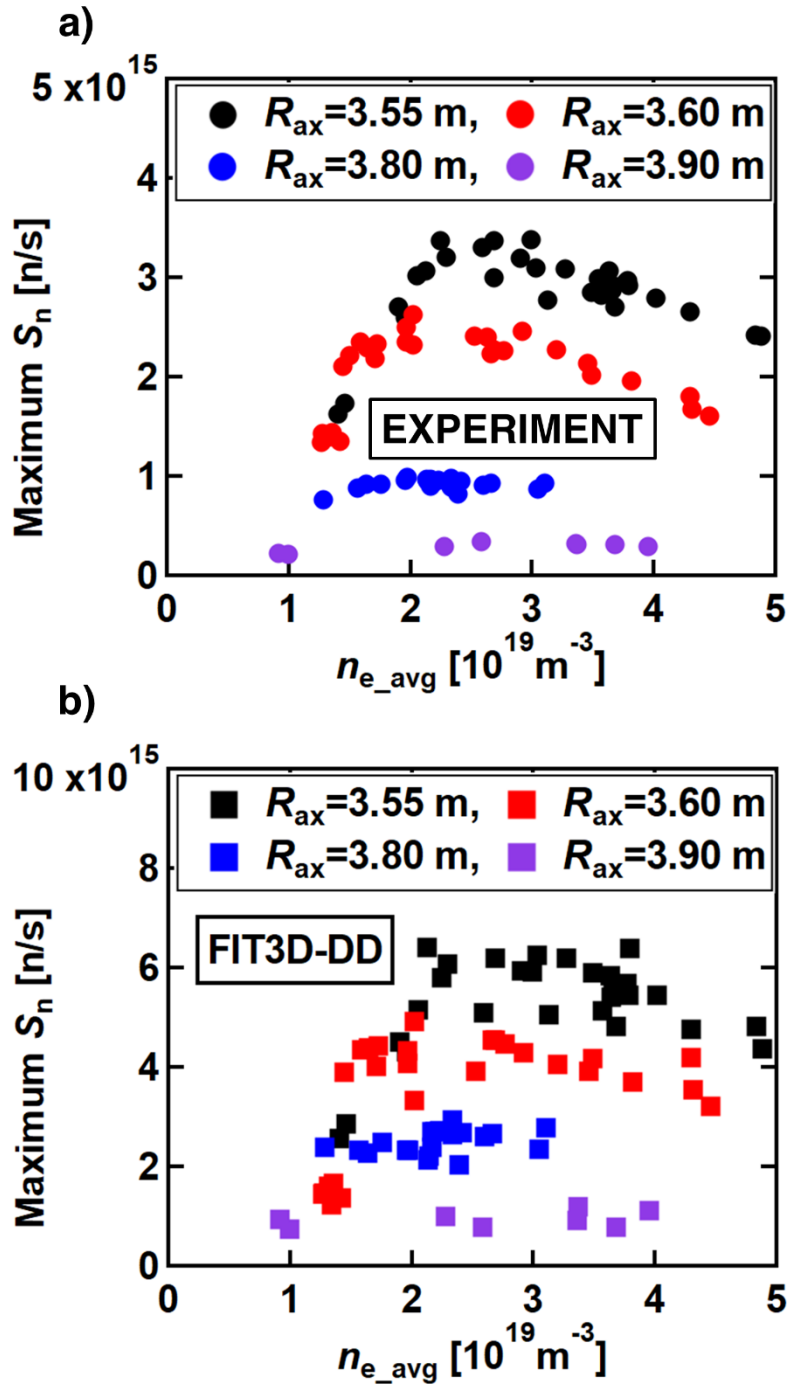 a)
5 x10^15
R_ax=3.55 m, R_ax=3.60 m
R_ax=3.80 m, R_ax=3.90 m
4
3
2
1
0
Maximum S_n [n/s]
EXPERIMENT
0 1 2 3 4 5
n_e_avg [10^19 m^-3]
b)
10 x10^15
R_ax=3.55 m, R_ax=3.60 m
R_ax=3.80 m, R_ax=3.90 m
8
6
4
2
0
Maximum S_n [n/s]
FIT3D-DD
0 1 2 3 4 5
n_e_avg [10^19 m^-3]